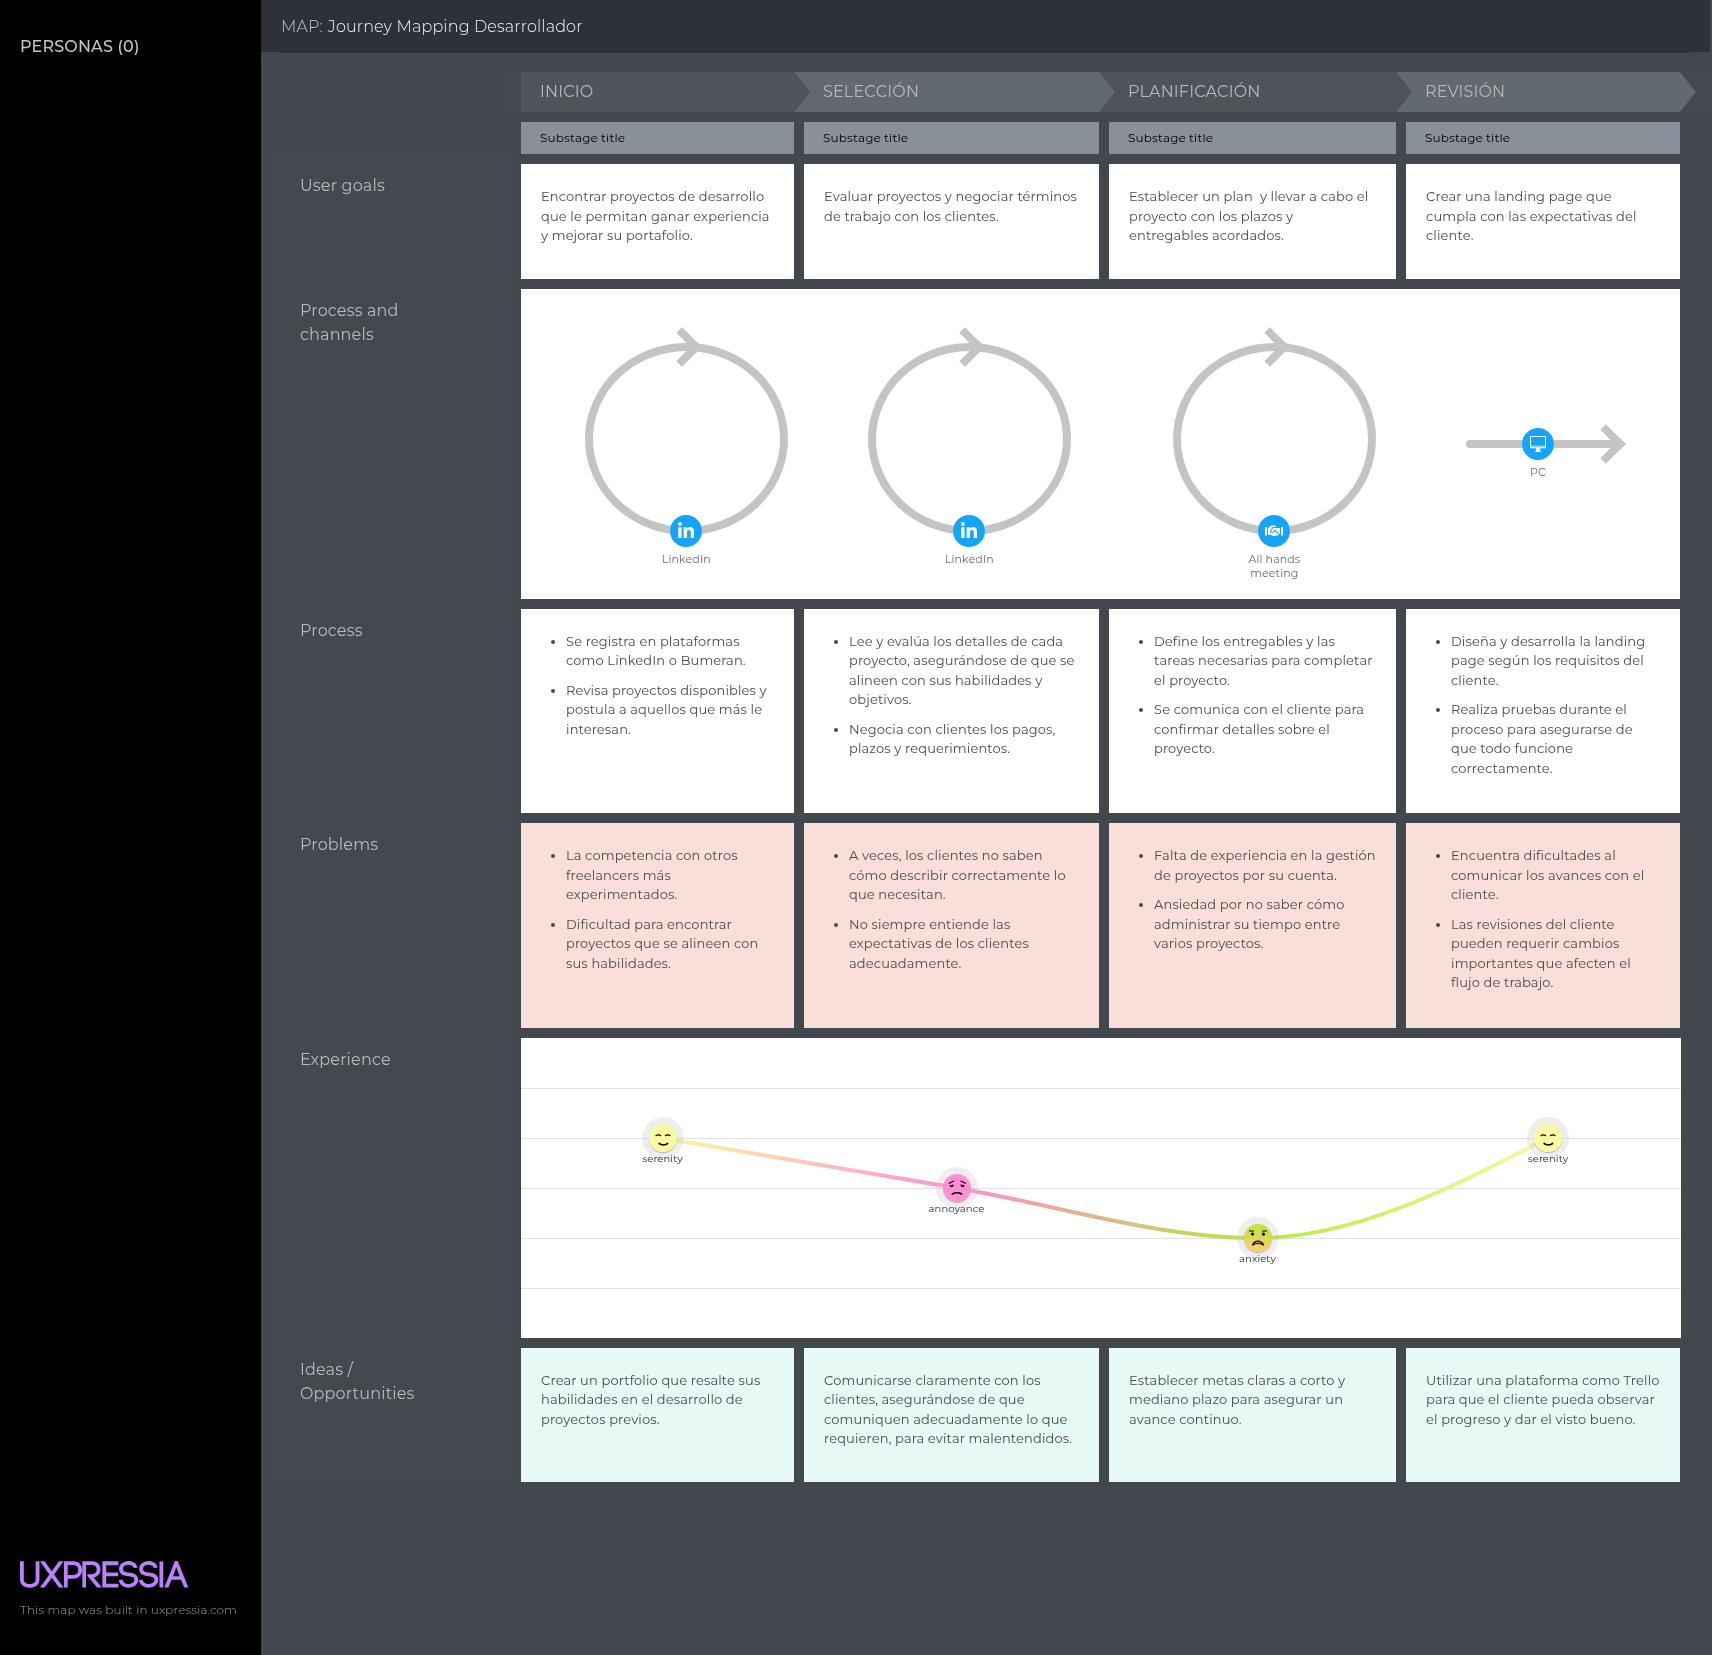 PERSONAS (0)
MAP: Journey Mapping Desarrollador
INICIO
SELECCIÓN
PLANIFICACIÓN
REVISIÓN
Substage title
Substage title
Substage title
Substage title
User goals
Encontrar proyectos de desarrollo
que le permitan ganar experiencia
y mejorar su portafolio.
Evaluar proyectos y negociar términos
de trabajo con los clientes.
Establecer un plan  y llevar a cabo el
proyecto con los plazos y
entregables acordados.
Crear una landing page que
cumpla con las expectativas del
cliente.
Process and
channels
LinkedIn
LinkedIn
All hands
meeting
PC
Process
• Se registra en plataformas
como LinkedIn o Bumeran.
• Revisa proyectos disponibles y
postula a aquellos que más le
interesan.
• Lee y evalúa los detalles de cada
proyecto, asegurándose de que se
alineen con sus habilidades y
objetivos.
• Negocia con clientes los pagos,
plazos y requerimientos.
• Define los entregables y las
tareas necesarias para completar
el proyecto.
• Se comunica con el cliente para
confirmar detalles sobre el
proyecto.
• Diseña y desarrolla la landing
page según los requisitos del
cliente.
• Realiza pruebas durante el
proceso para asegurarse de
que todo funcione
correctamente.
Problems
• La competencia con otros
freelancers más
experimentados.
• Dificultad para encontrar
proyectos que se alineen con
sus habilidades.
• A veces, los clientes no saben
cómo describir correctamente lo
que necesitan.
• No siempre entiende las
expectativas de los clientes
adecuadamente.
• Falta de experiencia en la gestión
de proyectos por su cuenta.
• Ansiedad por no saber cómo
administrar su tiempo entre
varios proyectos.
• Encuentra dificultades al
comunicar los avances con el
cliente.
• Las revisiones del cliente
pueden requerir cambios
importantes que afecten el
flujo de trabajo.
Experience
serenity
annoyance
anxiety
serenity
Ideas /
Opportunities
Crear un portfolio que resalte sus
habilidades en el desarrollo de
proyectos previos.
Comunicarse claramente con los
clientes, asegurándose de que
comuniquen adecuadamente lo que
requieren, para evitar malentendidos.
Establecer metas claras a corto y
mediano plazo para asegurar un
avance continuo.
Utilizar una plataforma como Trello
para que el cliente pueda observar
el progreso y dar el visto bueno.
UXPRESSIA
This map was built in uxpressia.com